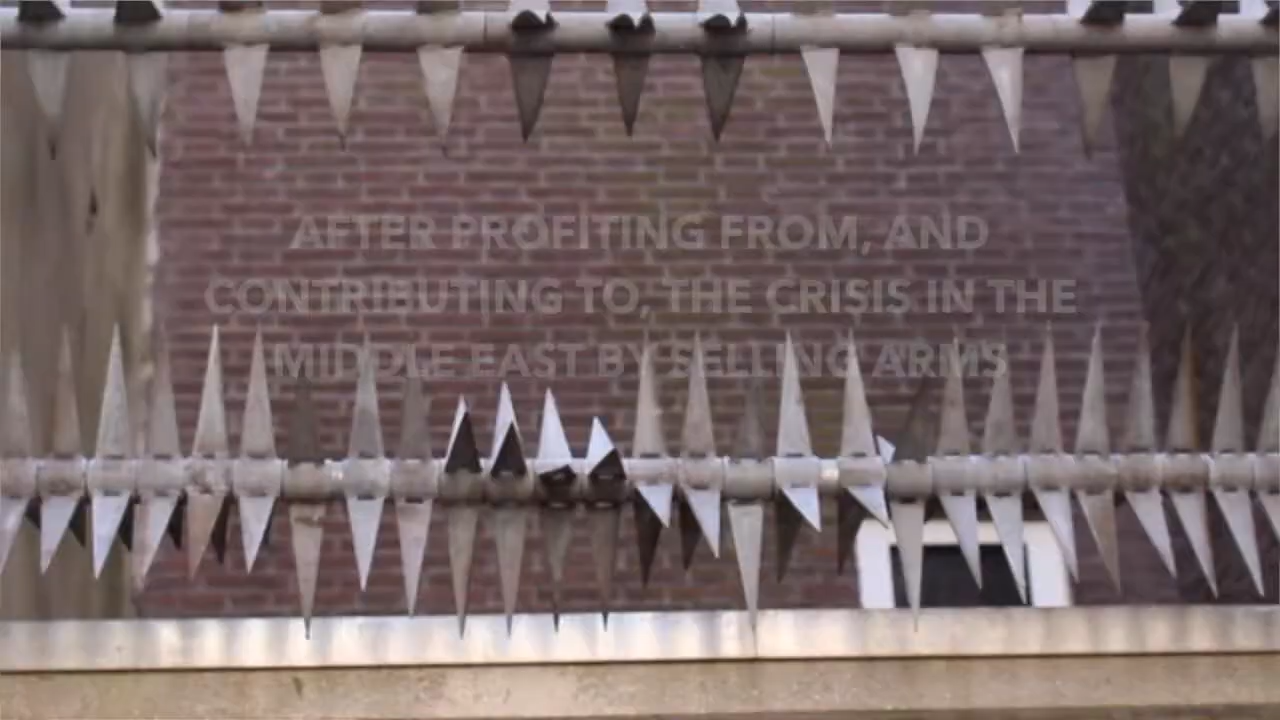 AFTER PROFITING FROM, AND
CONTRIBUTING TO, THE CRISIS IN THE
MIDDLE EAST BY SELLING ARMS